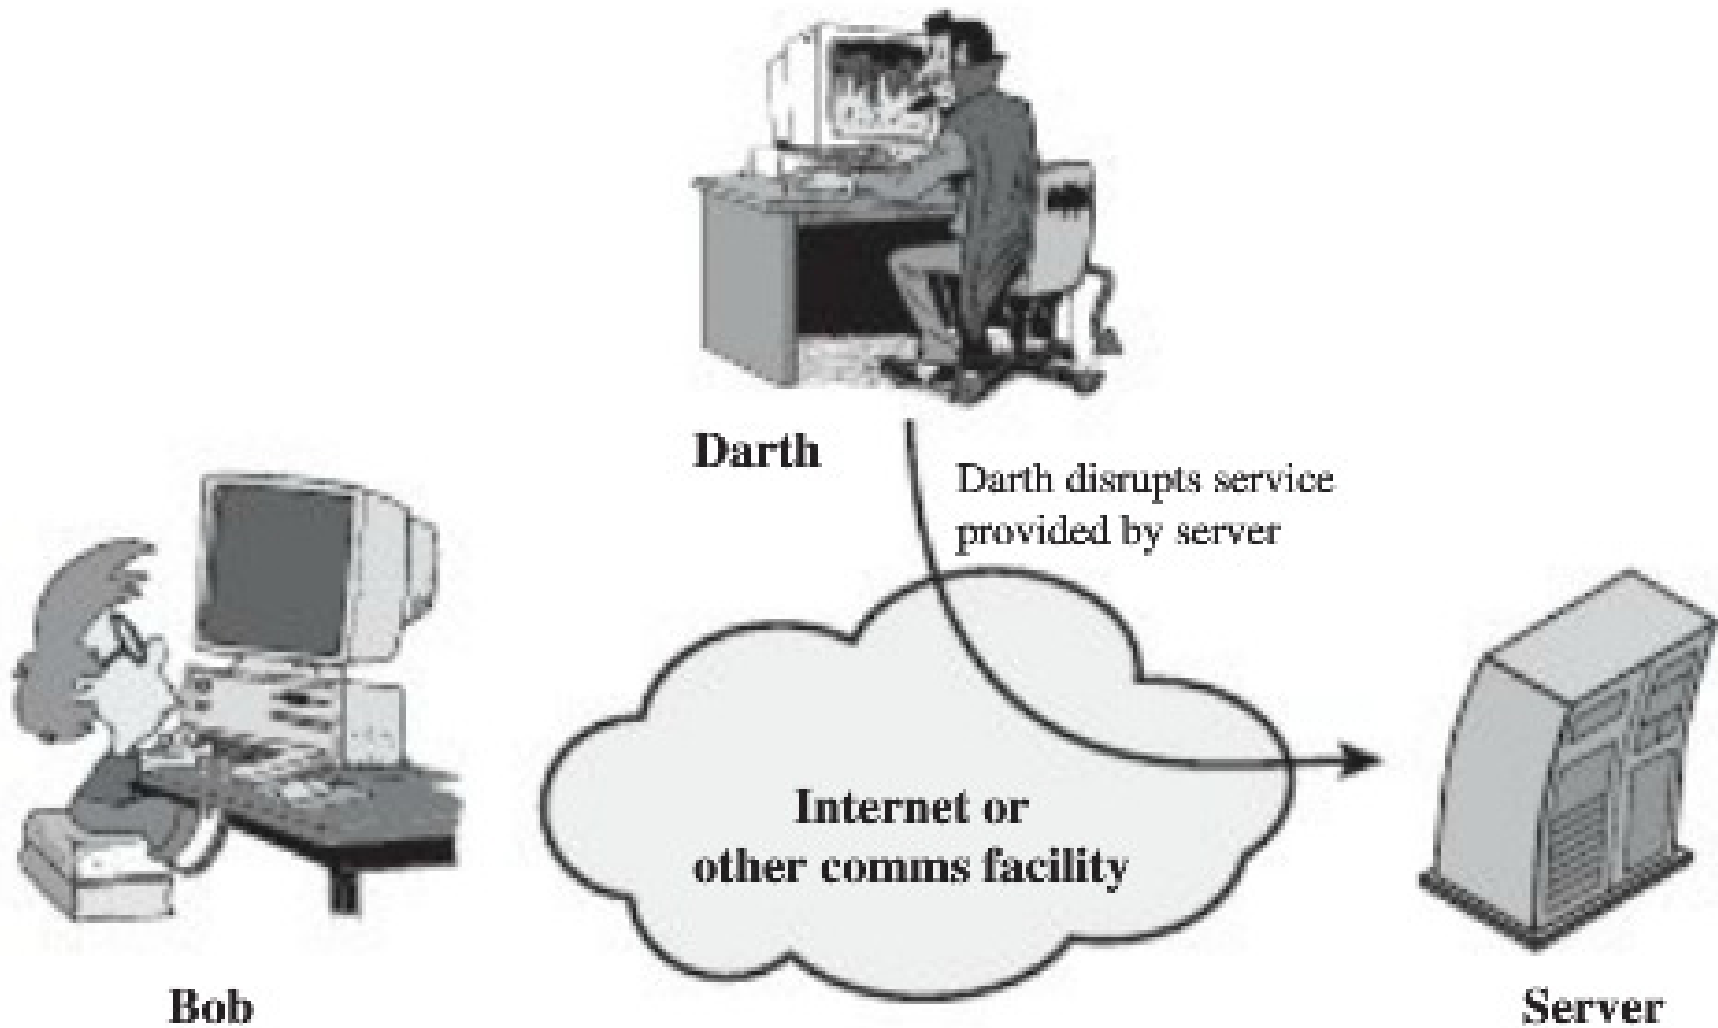 Darth
Darth disrupts service
provided by server
Internet or
other comms facility
Bob
Server